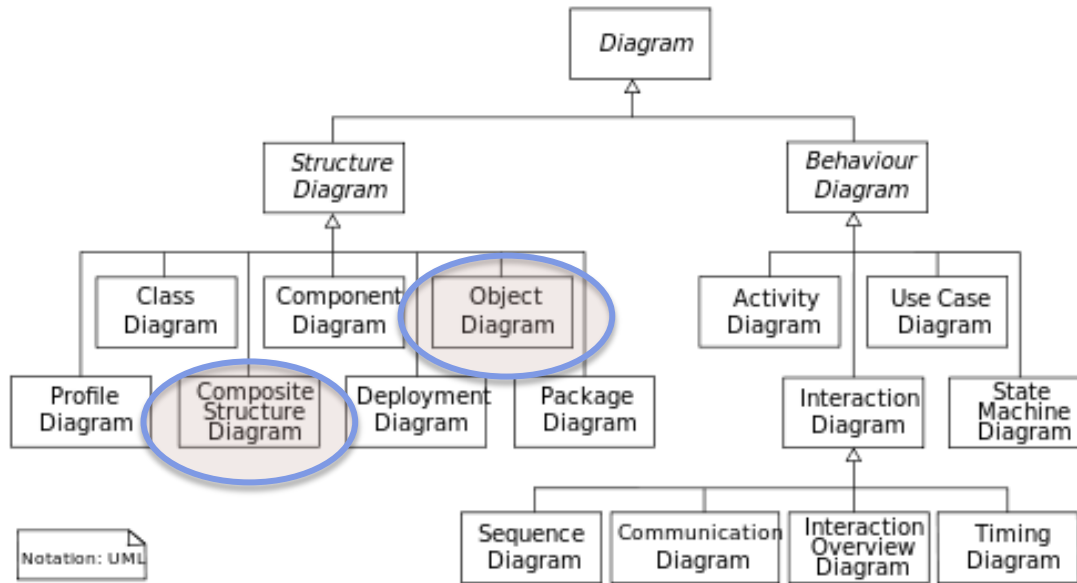 Diagram
Structure
Diagram
Behaviour
Diagram
Class
Diagram
Component
Diagram
Object
Diagram
Activity
Diagram
Use Case
Diagram
Profile
Diagram
Composite
Structure
Diagram
Deployment
Diagram
Package
Diagram
Interaction
Diagram
State
Machine
Diagram
Sequence
Diagram
Communication
Diagram
Interaction
Overview
Diagram
Timing
Diagram
Notation: UML